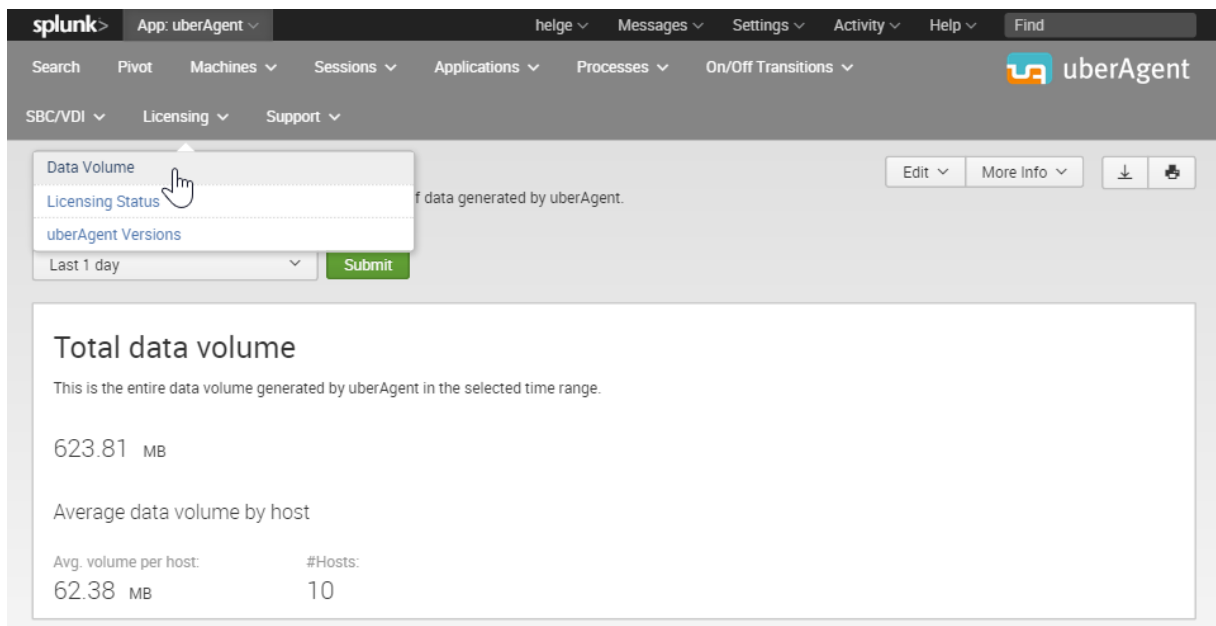 splunk> App: uberAgent helge Messages Settings Activity Help Find
Search Pivot Machines Sessions Applications Processes On/Off Transitions uberAgent
SBC/VDI Licensing Support
Data Volume
Edit More Info
Licensing Status
f data generated by uberAgent.
uberAgent Versions
Last 1 day Submit
Total data volume
This is the entire data volume generated by uberAgent in the selected time range.
623.81 MB
Average data volume by host
Avg. volume per host: #Hosts:
62.38 MB 10